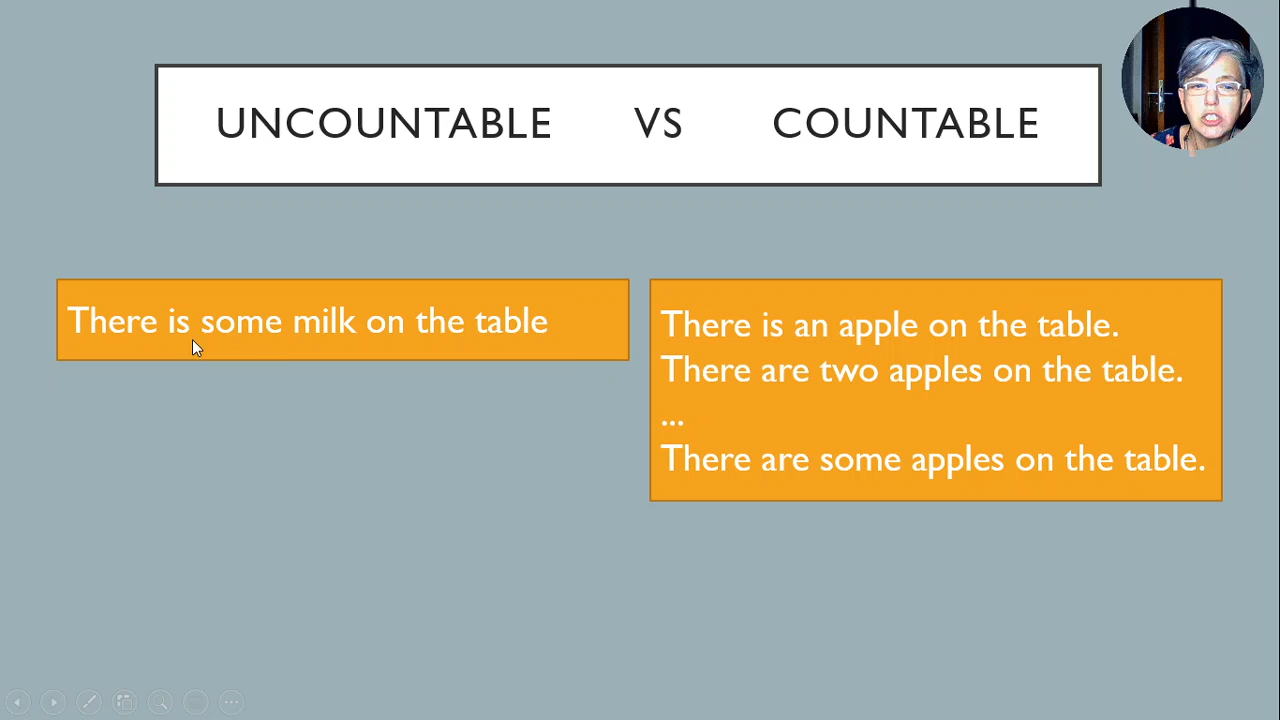 UNCOUNTABLE VS COUNTABLE
There is some milk on the table
There is an apple on the table.
There are two apples on the table.
...
There are some apples on the table.